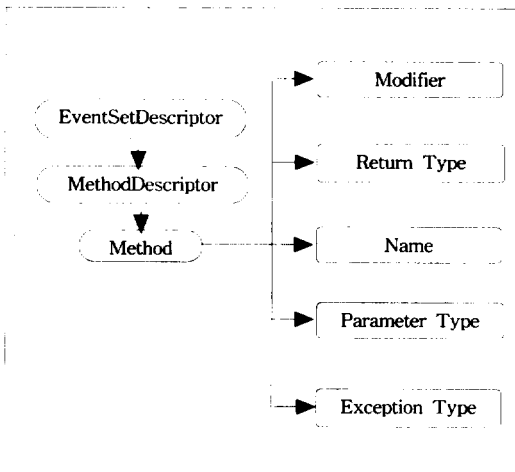 EventSetDescriptor
MethodDescriptor
Method
Modifier
Return Type
Name
Parameter Type
Exception Type